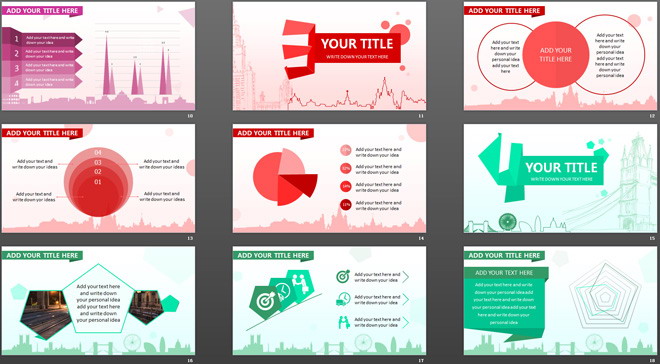 ADD YOUR TITLE HERE
1
Add your text here and write
down your idea
2
Add your text here and write
down your idea
3
Add your text here and write
down your idea
4
Add your text here and write
down your idea
10
YOUR TITLE
WRITE DOWN YOUR IDEA HERE
11
ADD YOUR TITLE HERE
Add your text
here and write
down your
personal idea
add your text
here
ADD YOUR
TITLE HERE
Add your text
here and write
down your
personal idea
add your text
here and write
down your
personal idea
12
ADD YOUR TITLE HERE
04
03
02
01
Add your text and
write down your idea
Add your text and
write down your idea
Add your text and
write down your idea
Add your text and
write down your idea
13
ADD YOUR TITLE HERE
Add your text here and
write down your idea
Add your text here and
write down your idea
Add your text here and
write down your idea
Add your text here and
write down your idea
14
YOUR TITLE
WRITE DOWN YOUR IDEA HERE
15
ADD YOUR TITLE HERE
Add your text
here and write
down your
personal idea
add your text
here and write
down your
personal idea
16
ADD YOUR TITLE HERE
Add your text here and
write down your idea
Add your text here and
write down your idea
Add your text here and
write down your idea
17
ADD YOUR TITLE HERE
ADD YOUR TEXT HERE
Add your text here and write
down your personal idea add your
text here and write down your
personal idea add your text here
and write down your
personal idea
18